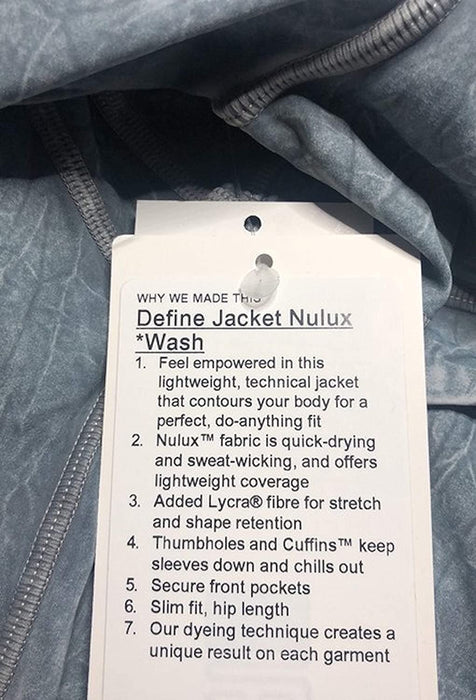 WHY WE MADE THIS
Define Jacket Nulux
*Wash
1. Feel empowered in this
lightweight, technical jacket
that contours your body for a
perfect, do-anything fit
2. Nulux™ fabric is quick-drying
and sweat-wicking, and offers
lightweight coverage
3. Added Lycra® fibre for stretch
and shape retention
4. Thumbholes and Cuffins™ keep
sleeves down and chills out
5. Secure front pockets
6. Slim fit, hip length
7. Our dyeing technique creates a
unique result on each garment